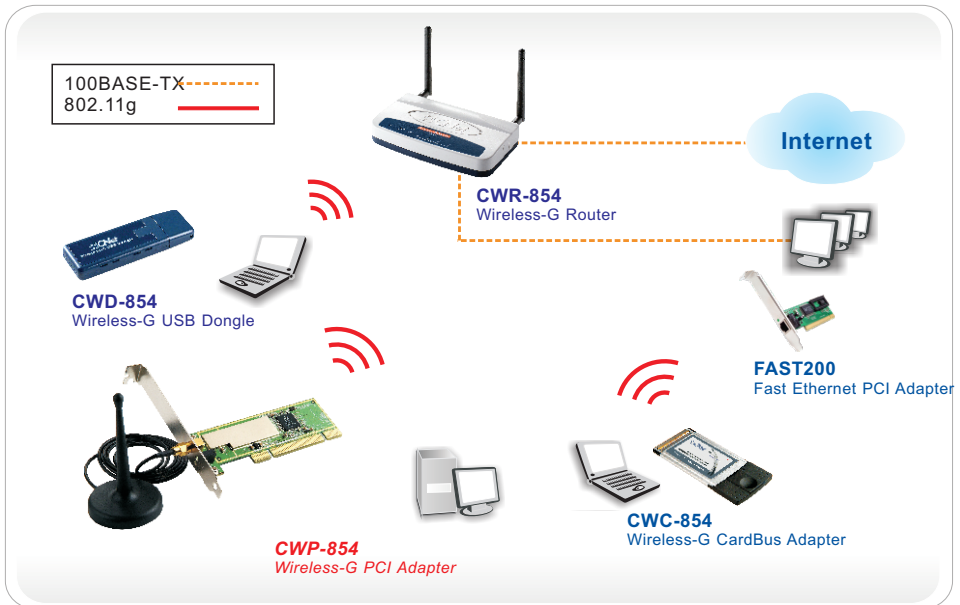 100BASE-TX
802.11g
Internet
CWR-854
Wireless-G Router
CWD-854
Wireless-G USB Dongle
FAST200
Fast Ethernet PCI Adapter
CWC-854
Wireless-G CardBus Adapter
CWP-854
Wireless-G PCI Adapter